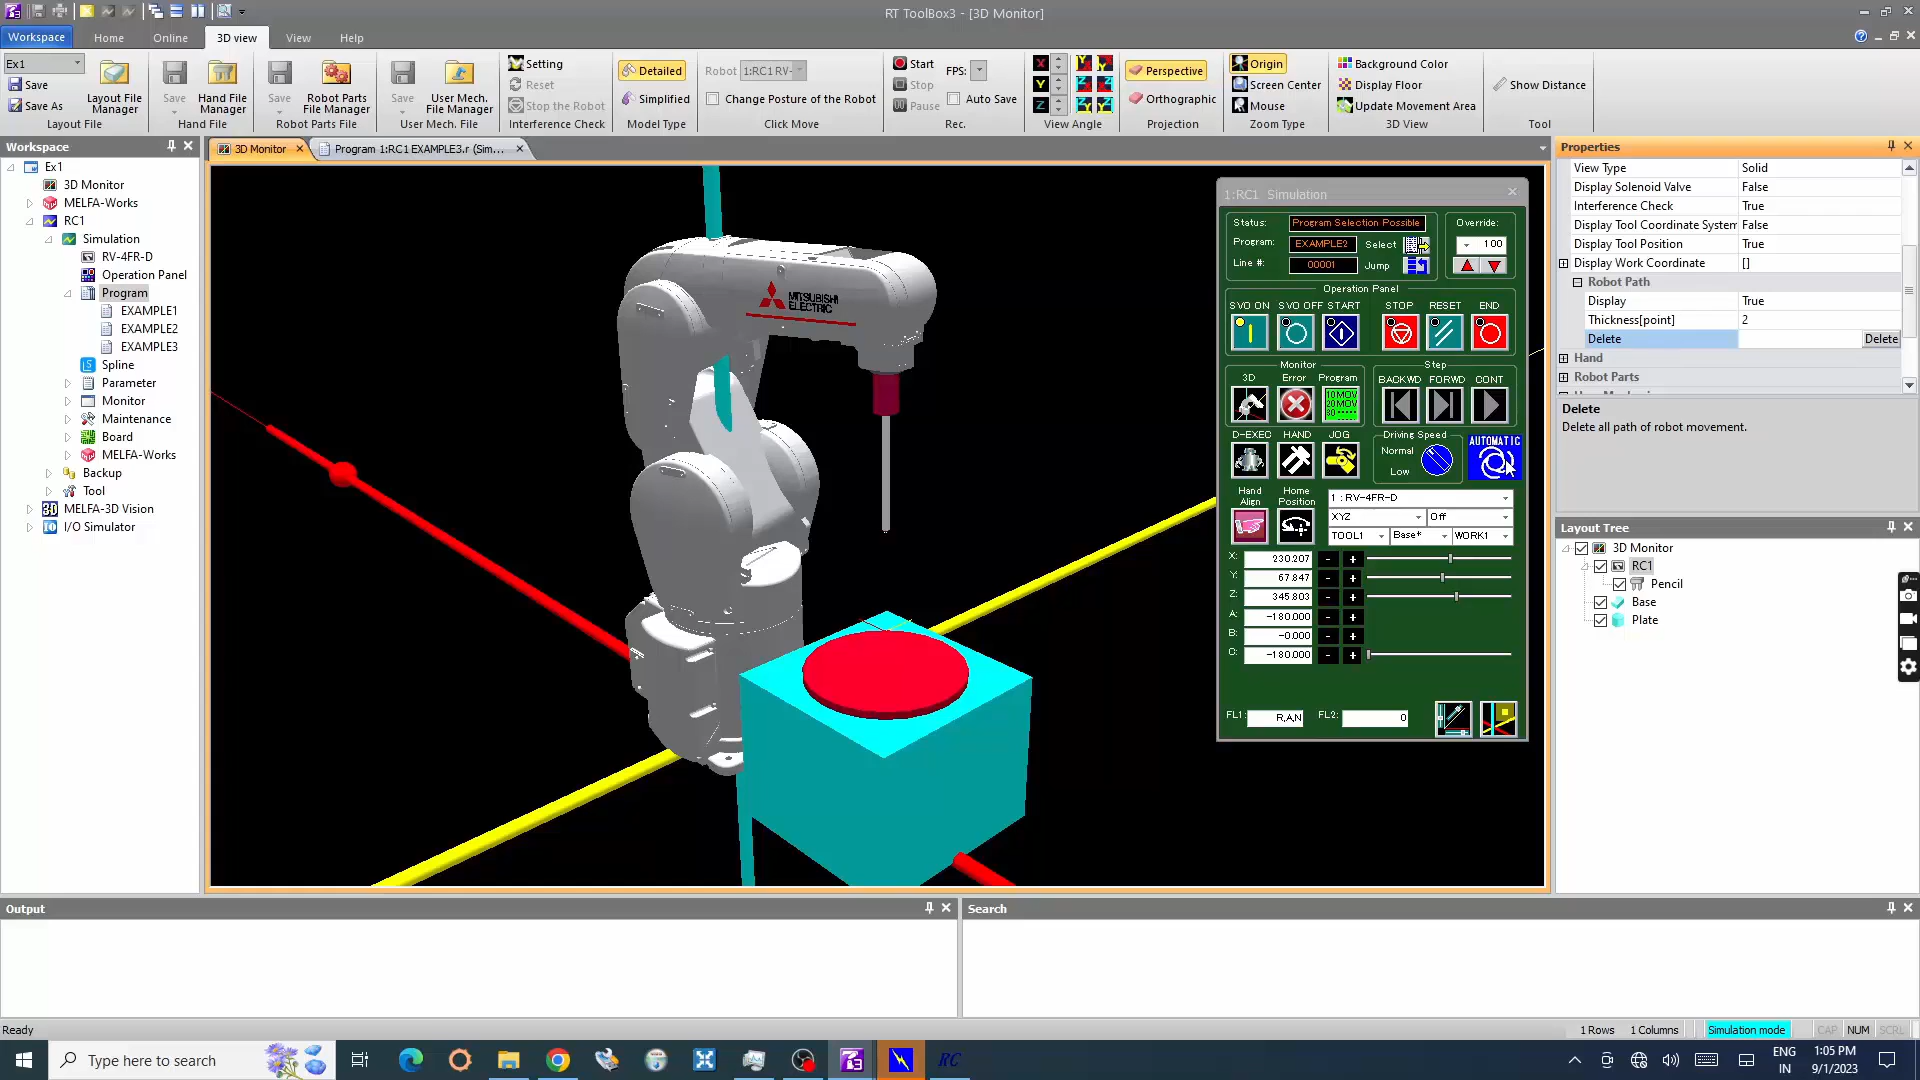 RT ToolBox3 - [3D Monitor]
Workspace Home Online 3D view View Help
Ex1
Save
Save As
Layout File Manager
Layout File
Save
Hand File Manager
Hand File
Save
Robot Parts File Manager
Robot Parts File
Save
User Mech. File Manager
User Mech. File
Setting
Reset
Stop the Robot
Interference Check
Detailed
Simplified
Model Type
Robot 1:RC1 RV-
Change Posture of the Robot
Click Move
Start FPS:
Stop
Pause Auto Save
Rec.
X
Y
Z
View Angle
Perspective
Orthographic
Projection
Origin
Screen Center
Mouse
Zoom Type
Background Color
Display Floor
Update Movement Area
3D View
Show Distance
Tool
Workspace
Ex1
3D Monitor
MELFA-Works
RC1
Simulation
RV-4FR-D
Operation Panel
Program
EXAMPLE1
EXAMPLE2
EXAMPLE3
Spline
Parameter
Monitor
Maintenance
Board
MELFA-Works
Backup
Tool
MELFA-3D Vision
I/O Simulator
3D Monitor
Program 1:RC1 EXAMPLE3.r (Sim...
MITSUBISHI
ELECTRIC
1:RC1 Simulation
Status: Program Selection Possible
Program: EXAMPLE2 Select
Line #: 00001 Jump
Override:
100
Operation Panel
SVO ON SVO OFF START STOP RESET END
Monitor
3D Error Program
Step
BACKWD FORWD CONT
D-EXEC HAND JOG
Driving Speed
Normal
Low
AUTOMATIC
Hand Align
Home Position
1 : RV-4FR-D
XYZ Off
TOOL1 Base* WORK1
X: 230.207 - +
Y: 67.847 - +
Z: 345.803 - +
A: -180.000 - +
B: -0.000 - +
C: -180.000 - +
FL1: R,A,N FL2: 0
Properties
View Type Solid
Display Solenoid Valve False
Interference Check True
Display Tool Coordinate System False
Display Tool Position True
Display Work Coordinate []
Robot Path
Display True
Thickness[point] 2
Delete Delete
Hand
Robot Parts
Delete
Delete all path of robot movement.
Layout Tree
3D Monitor
RC1
Pencil
Base
Plate
Output
Search
Ready
1 Rows 1 Columns Simulation mode CAP NUM SCRL
Type here to search
RC
ENG
IN
1:05 PM
9/1/2023